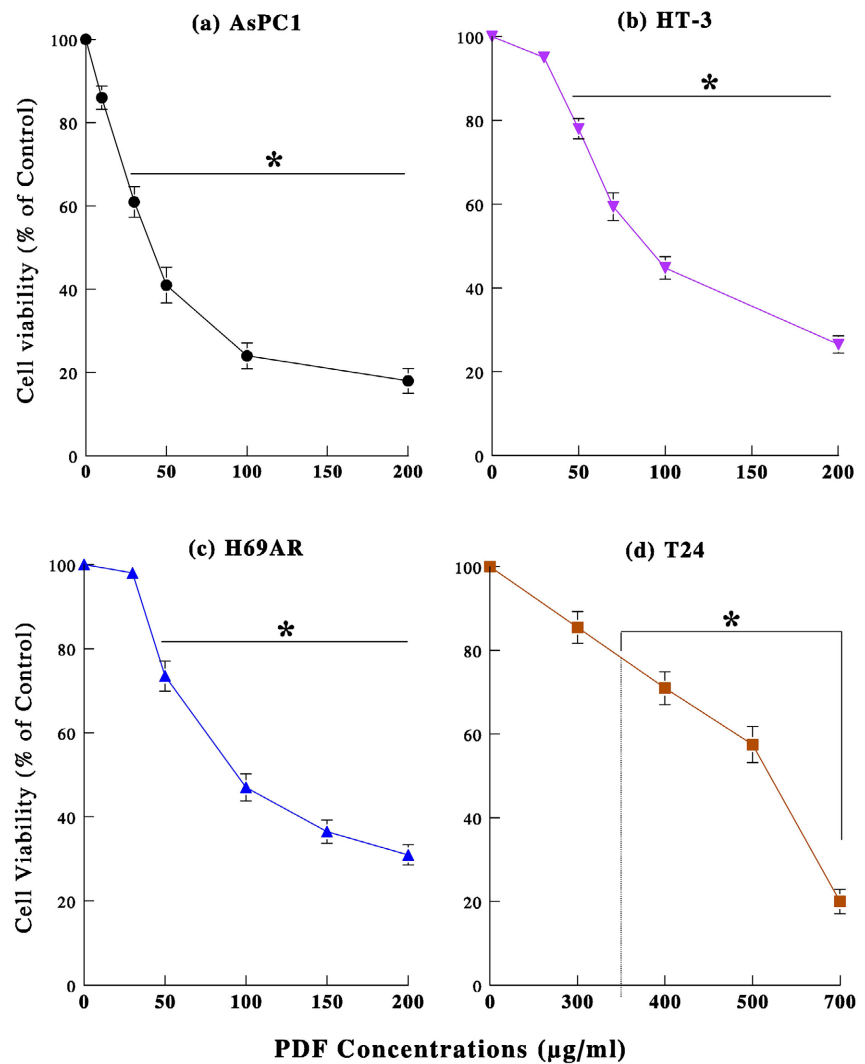 (a) AsPC1
Cell viability (% of Control)
100
80
60
40
20
0
0 50 100 150 200
*
(b) HT-3
100
80
60
40
20
0
0 50 100 150 200
*
(c) H69AR
Cell Viability (% of Control)
100
80
60
40
20
0
0 50 100 150 200
*
(d) T24
100
80
60
40
20
0
0 300 400 500 700
*
PDF Concentrations (µg/ml)